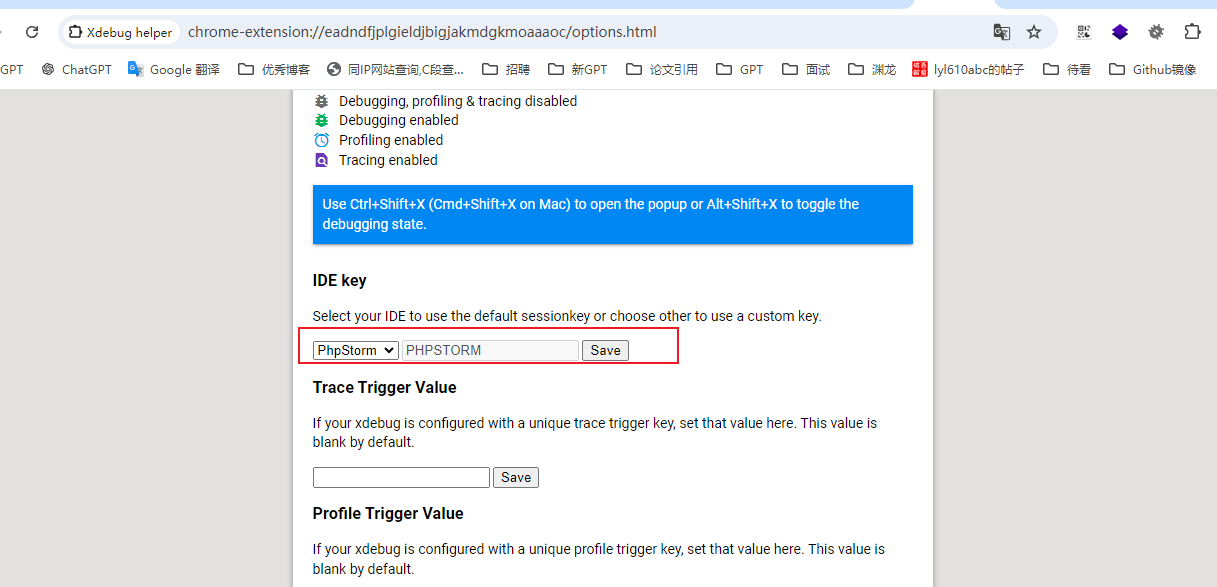 Xdebug helper chrome-extension://eadndfjplgieldjbigjakmdgkmoaaaoc/options.html
GPT ChatGPT Google 翻译 优秀博客 同IP网站查询,C段查... 招聘 新GPT 论文引用 GPT 面试 渊龙 吾爱破解 lyl610abc的帖子 待看 Github镜像
Debugging, profiling & tracing disabled
Debugging enabled
Profiling enabled
Tracing enabled
Use Ctrl+Shift+X (Cmd+Shift+X on Mac) to open the popup or Alt+Shift+X to toggle the
debugging state.
IDE key
Select your IDE to use the default sessionkey or choose other to use a custom key.
PhpStorm PHPSTORM Save
Trace Trigger Value
If your xdebug is configured with a unique trace trigger key, set that value here. This value is
blank by default.
Save
Profile Trigger Value
If your xdebug is configured with a unique profile trigger key, set that value here. This value is
blank by default.